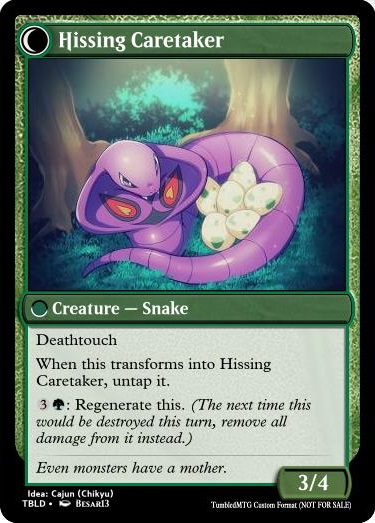 Hissing Caretaker
Creature — Snake
Deathtouch
When this transforms into Hissing
Caretaker, untap it.
3 : Regenerate this. (The next time this
would be destroyed this turn, remove all
damage from it instead.)
Even monsters have a mother.
3/4
Idea: Cajun (Chikyu)
TBLD • Besar13
TumbledMTG Custom Format (NOT FOR SALE)